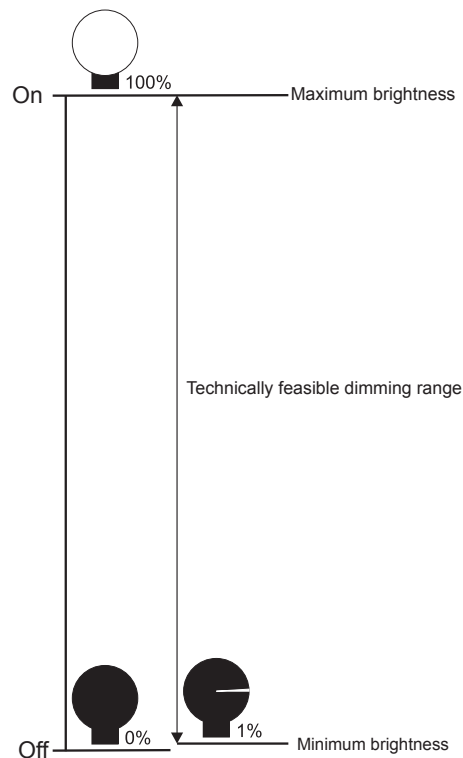 100%
On
Maximum brightness
Technically feasible dimming range
0%
1%
Off
Minimum brightness